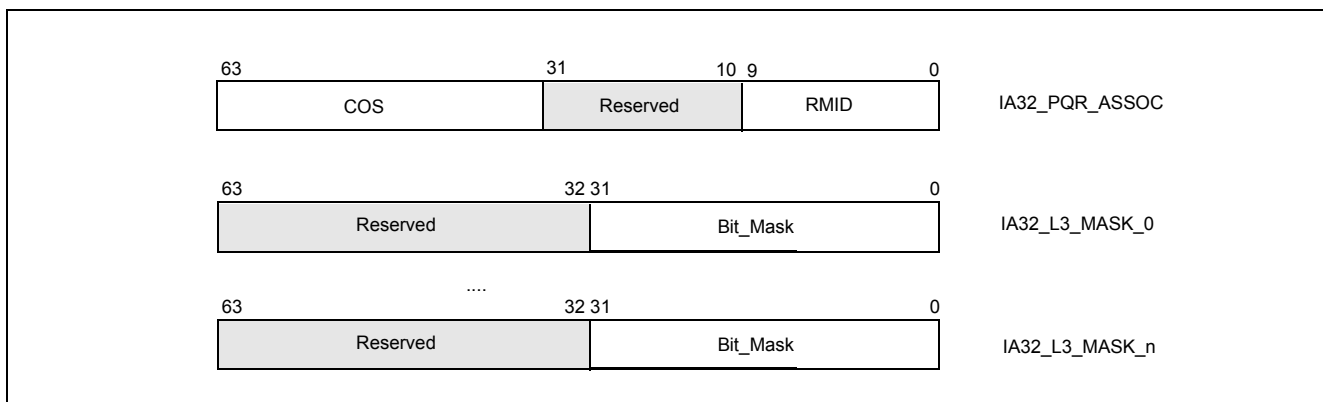 63 31 10 9 0
COS Reserved RMID IA32_PQR_ASSOC
63 32 31 0
Reserved Bit_Mask IA32_L3_MASK_0
....
63 32 31 0
Reserved Bit_Mask IA32_L3_MASK_n